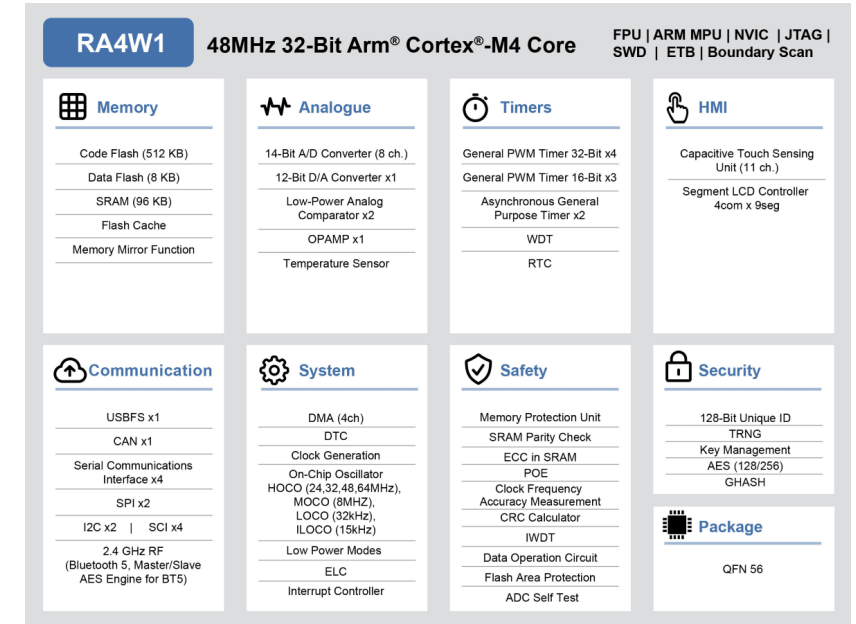 RA4W1
48MHz 32-Bit Arm® Cortex®-M4 Core
FPU | ARM MPU | NVIC | JTAG |
SWD | ETB | Boundary Scan
Memory
Code Flash (512 KB)
Data Flash (8 KB)
SRAM (96 KB)
Flash Cache
Memory Mirror Function
Analogue
14-Bit A/D Converter (8 ch.)
12-Bit D/A Converter x1
Low-Power Analog
Comparator x2
OPAMP x1
Temperature Sensor
Timers
General PWM Timer 32-Bit x4
General PWM Timer 16-Bit x3
Asynchronous General
Purpose Timer x2
WDT
RTC
HMI
Capacitive Touch Sensing
Unit (11 ch.)
Segment LCD Controller
4com x 9seg
Communication
USBFS x1
CAN x1
Serial Communications
Interface x4
SPI x2
I2C x2 | SCI x4
2.4 GHz RF
(Bluetooth 5, Master/Slave
AES Engine for BT5)
System
DMA (4ch)
DTC
Clock Generation
On-Chip Oscillator
HOCO (24,32,48,64MHz),
MOCO (8MHZ),
LOCO (32kHz),
ILOCO (15kHz)
Low Power Modes
ELC
Interrupt Controller
Safety
Memory Protection Unit
SRAM Parity Check
ECC in SRAM
POE
Clock Frequency
Accuracy Measurement
CRC Calculator
IWDT
Data Operation Circuit
Flash Area Protection
ADC Self Test
Security
128-Bit Unique ID
TRNG
Key Management
AES (128/256)
GHASH
Package
QFN 56